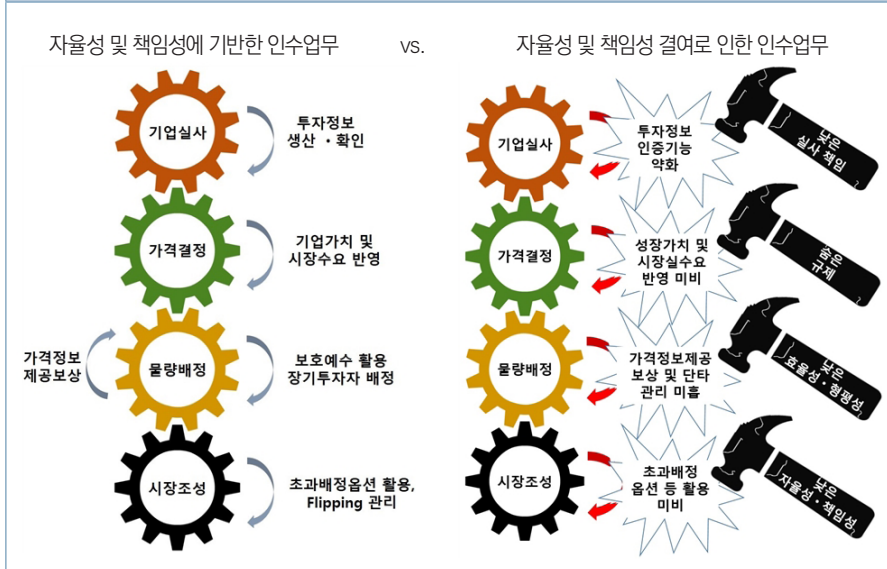 자율성 및 책임성에 기반한 인수업무
vs.
자율성 및 책임성 결여로 인한 인수업무
기업실사
투자정보
생산 ・확인
가격결정
기업가치 및
시장수요 반영
가격정보
제공보상
물량배정
보호예수 활용
장기투자자 배정
시장조성
초과배정옵션 활용,
Flipping 관리
기업실사
투자정보
인증기능
약화
낮은
실사 책임
가격결정
성장가치 및
시장실수요
반영 미비
숨은
규제
물량배정
가격정보제공
보상 및 단타
관리 미흡
낮은
효율성・형평성
시장조성
초과배정
옵션 등 활용
미비
낮은
자율성・책임성